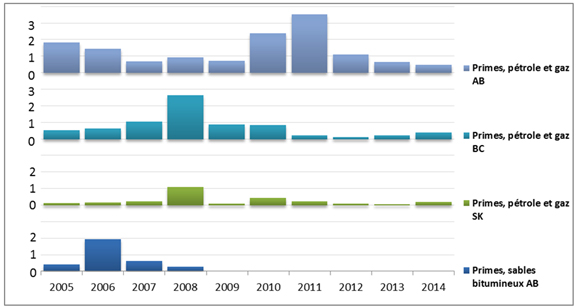 3
2
1
0
Primes, pétrole et gaz
AB
3
2
1
0
Primes, pétrole et gaz
BC
2
1
0
Primes, pétrole et gaz
SK
2
1
0
Primes, sables
bitumineux AB
2005 2006 2007 2008 2009 2010 2011 2012 2013 2014